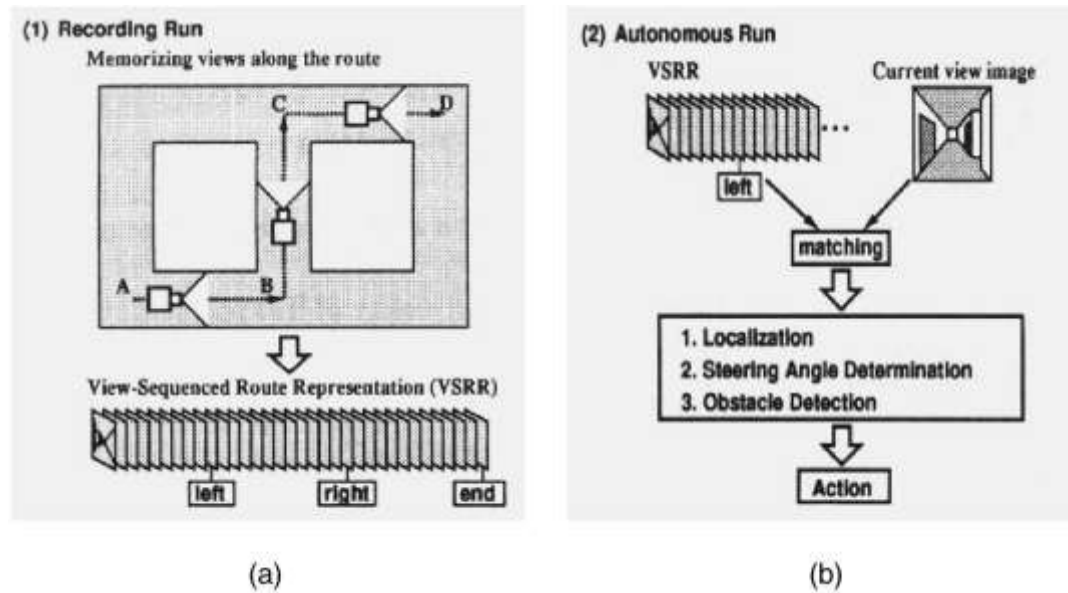 (1) Recording Run
Memorizing views along the route
C
D
A
B
View-Sequenced Route Representation (VSRR)
left
right
end
(a)
(2) Autonomous Run
VSRR
Current view image
left
matching
1. Localization
2. Steering Angle Determination
3. Obstacle Detection
Action
(b)